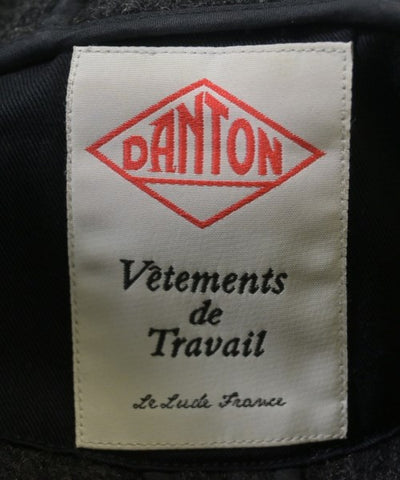 DANTON
Vêtements
de
Travail
Le Lude France